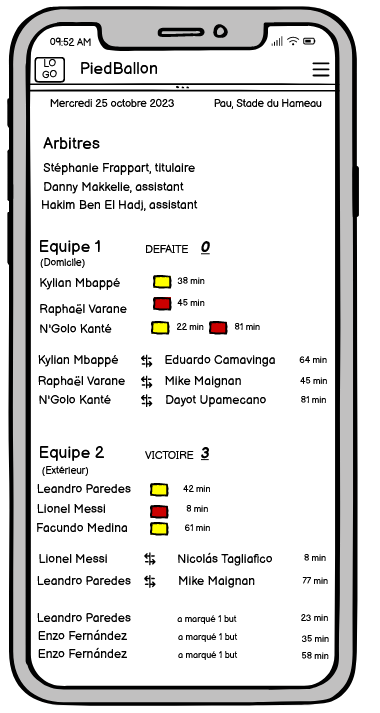 09:52 AM
LO
GO
PiedBallon
Mercredi 25 octobre 2023 Pau, Stade du Hameau
Arbitres
Stéphanie Frappart, titulaire
Danny Makkelie, assistant
Hakim Ben El Hadj, assistant
Equipe 1 DEFAITE 0
(Domicile)
Kylian Mbappé 38 min
Raphaël Varane 45 min
N'Golo Kanté 22 min 81 min
Kylian Mbappé Eduardo Camavinga 64 min
Raphaël Varane Mike Maignan 45 min
N'Golo Kanté Dayot Upamecano 81 min
Equipe 2 VICTOIRE 3
(Extérieur)
Leandro Paredes 42 min
Lionel Messi 8 min
Facundo Medina 61 min
Lionel Messi Nicolás Tagliafico 8 min
Leandro Paredes Mike Maignan 77 min
Leandro Paredes a marqué 1 but 23 min
Enzo Fernández a marqué 1 but 35 min
Enzo Fernández a marqué 1 but 58 min